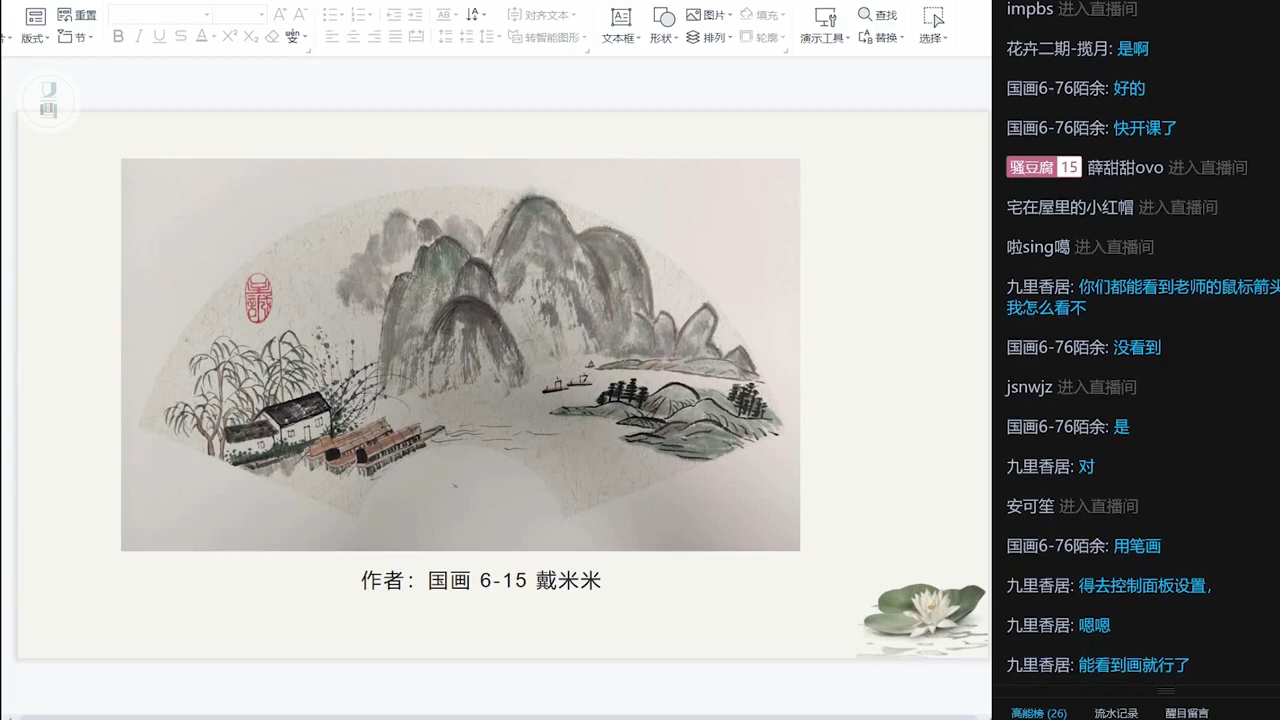 重置
版式
节
B I U S A X² X₂
AB
对齐文本
转智能图形
文本框
形状
图片
排列
填充
轮廓
演示工具
查找
替换
选择
画
作者：国画 6-15 戴米米
impbs 进入直播间
花卉二期-揽月: 是啊
国画6-76陌余: 好的
国画6-76陌余: 快开课了
骚豆腐 15 薛甜甜ovo 进入直播间
宅在屋里的小红帽 进入直播间
啦sing噶 进入直播间
九里香居: 你们都能看到老师的鼠标箭头
我怎么看不
国画6-76陌余: 没看到
jsnwjz 进入直播间
国画6-76陌余: 是
九里香居: 对
安可笙 进入直播间
国画6-76陌余: 用笔画
九里香居: 得去控制面板设置，
九里香居: 嗯嗯
九里香居: 能看到画就行了
高能榜 (26)
流水记录
醒目留言